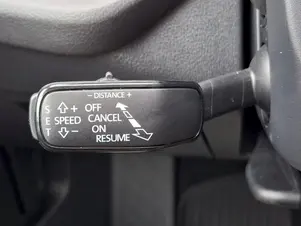 - DISTANCE +
S ⇧+ OFF
E SPEED CANCEL
T ⇩- ON
RESUME